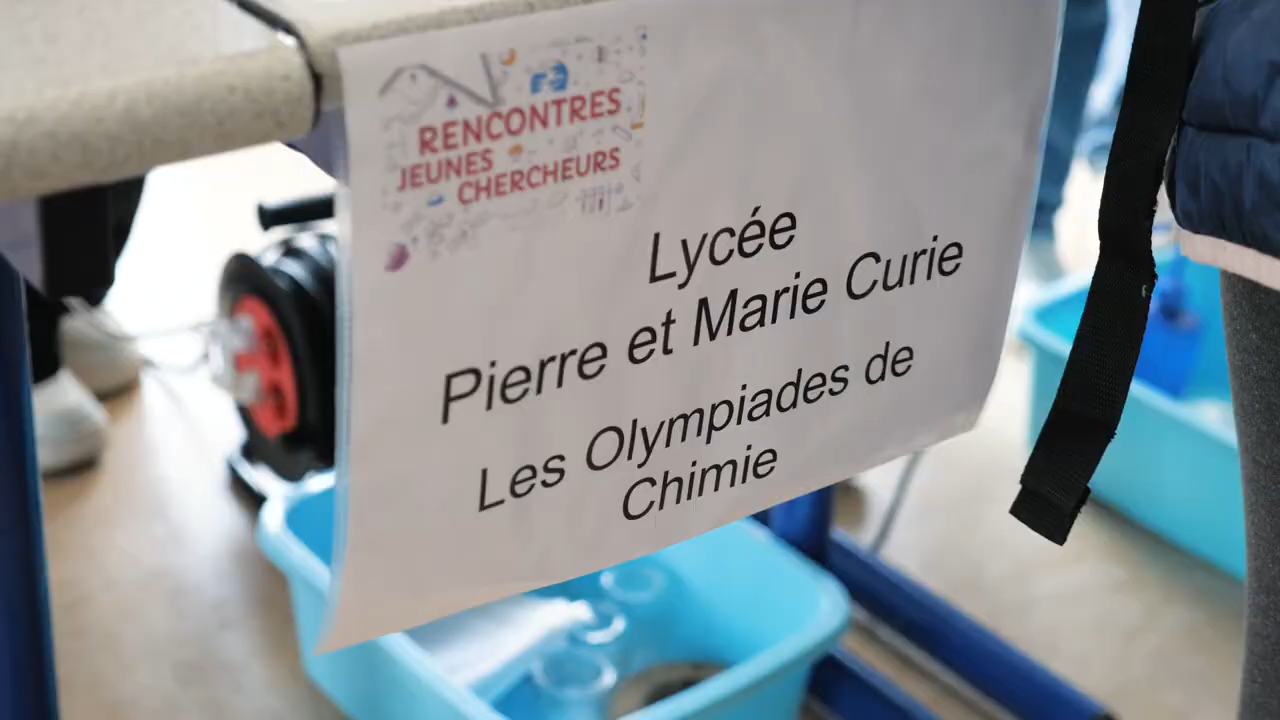 RENCONTRES
JEUNES
CHERCHEURS
Lycée
Pierre et Marie Curie
Les Olympiades de
Chimie